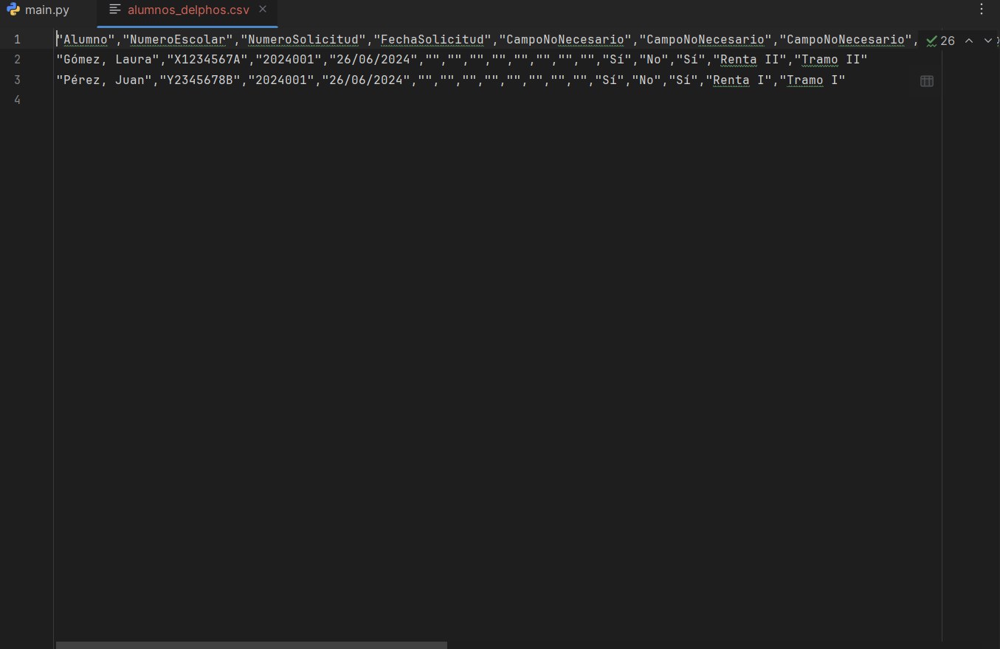 main.py
alumnos_delphos.csv
1 "Alumno","NumeroEscolar","NumeroSolicitud","FechaSolicitud","CampoNoNecesario","CampoNoNecesario","CampoNoNecesario", 26
2 "Gómez, Laura","X1234567A","2024001","26/06/2024","","","","","","","","","Sí","No","Sí","Renta II","Tramo II"
3 "Pérez, Juan","Y2345678B","2024001","26/06/2024","","","","","","","","","Sí","No","Sí","Renta I","Tramo I"
4